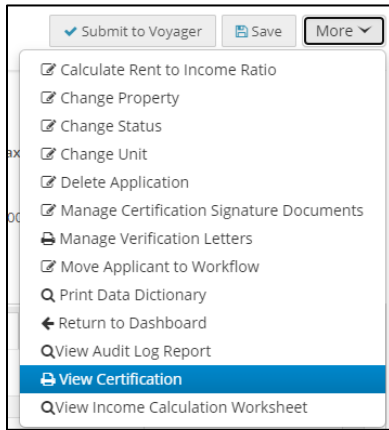 Submit to Voyager Save More
Calculate Rent to Income Ratio
Change Property
Change Status
ax
Change Unit
Delete Application
00
Manage Certification Signature Documents
Manage Verification Letters
Move Applicant to Workflow
Print Data Dictionary
Return to Dashboard
View Audit Log Report
View Certification
View Income Calculation Worksheet